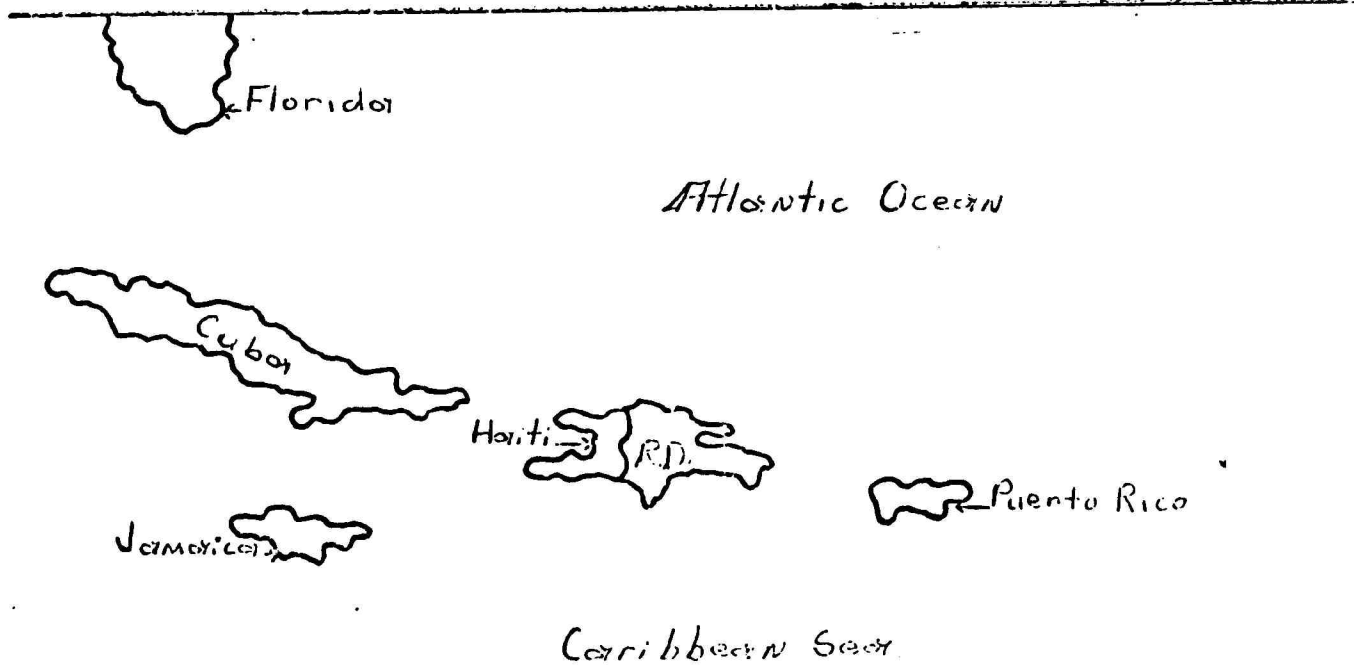 Florida
Atlantic Ocean
Cuba
Haiti
R.D.
Puerto Rico
Jamaica
Caribbean Sea